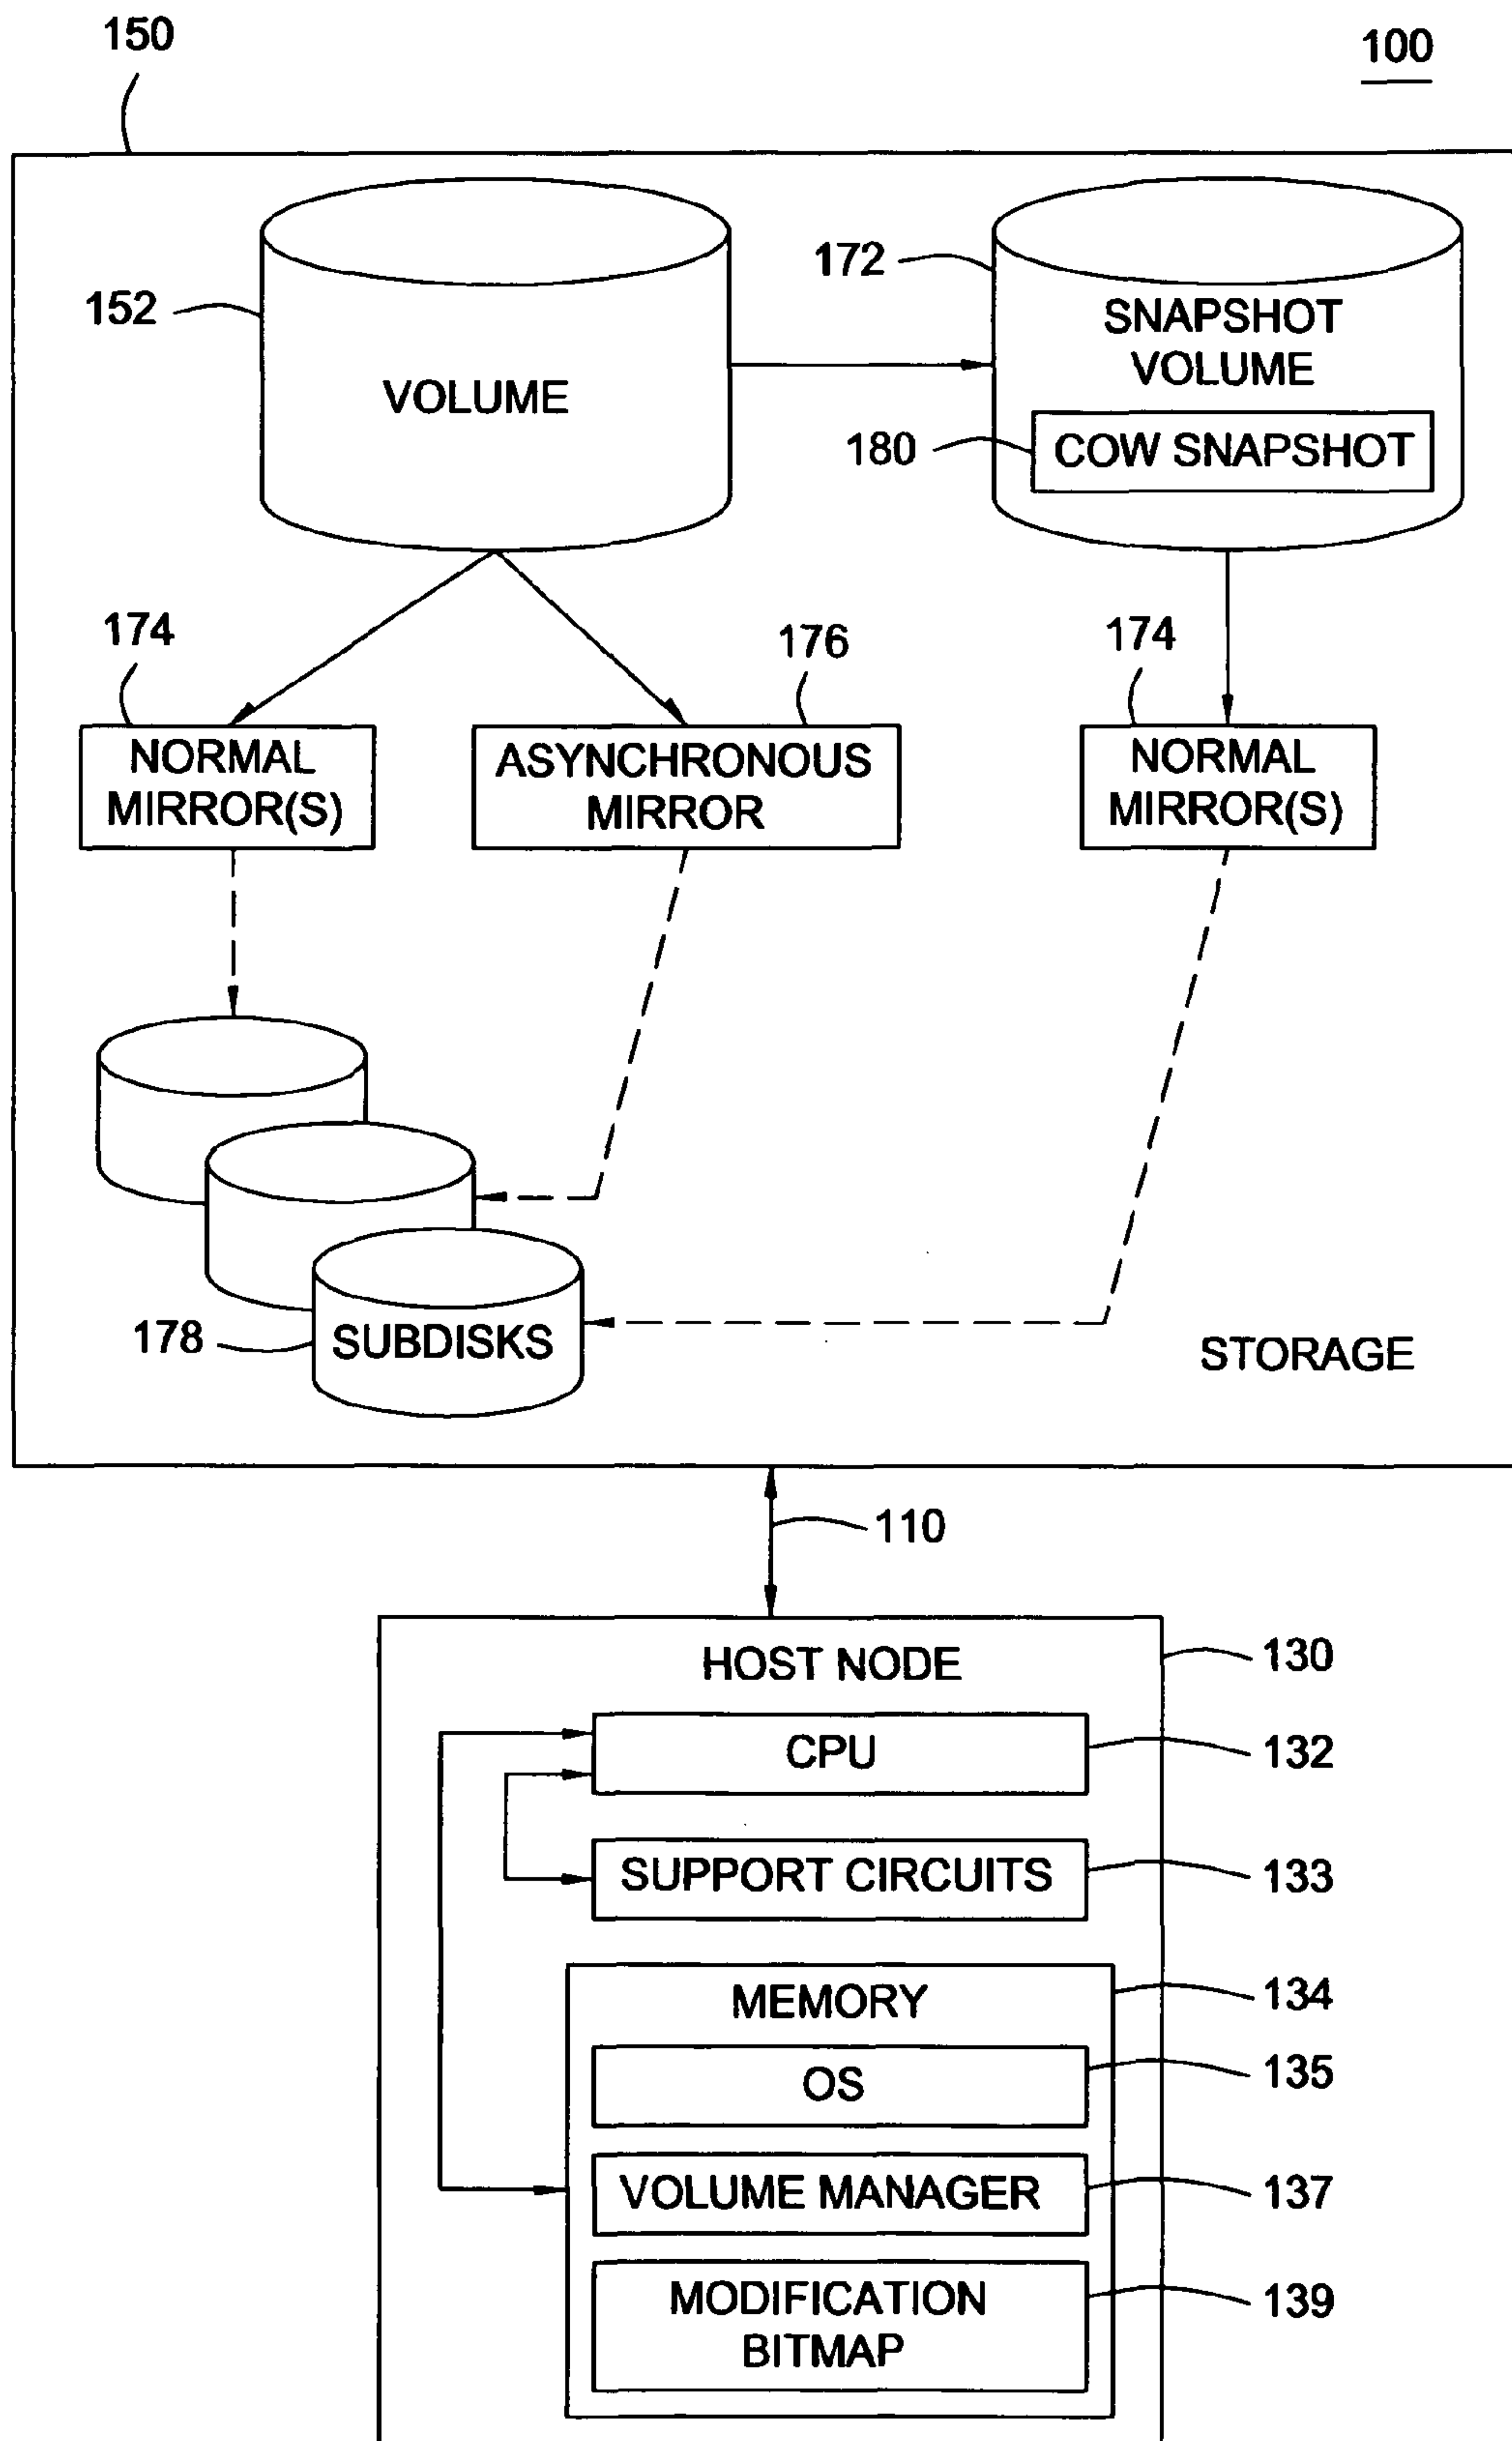 150
100
172
152
SNAPSHOT
VOLUME
VOLUME
180
COW SNAPSHOT
174
176
174
NORMAL
MIRROR(S)
ASYNCHRONOUS
MIRROR
NORMAL
MIRROR(S)
178
SUBDISKS
STORAGE
110
HOST NODE
130
CPU
132
SUPPORT CIRCUITS
133
MEMORY
134
OS
135
VOLUME MANAGER
137
MODIFICATION
BITMAP
139